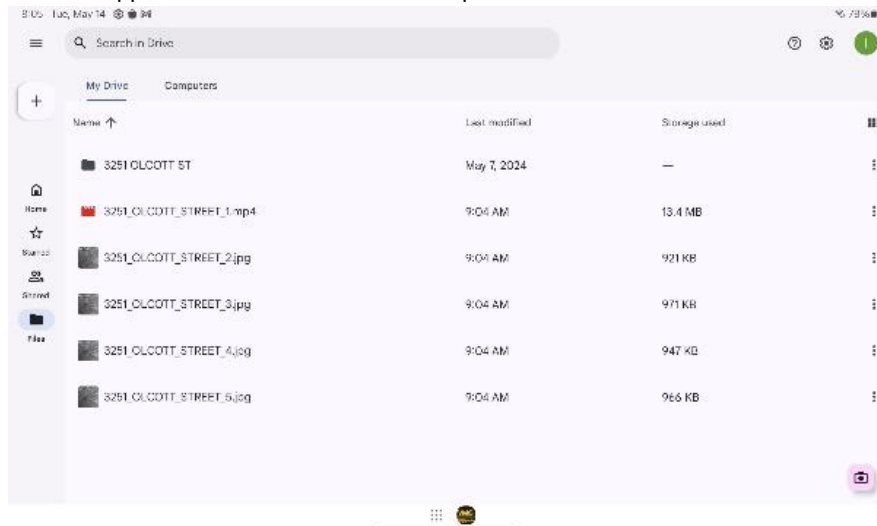 9:05 Tue, May 14 79%
Search in Drive
My Drive Computers
Name Last modified Storage used
3251 OLCOTT ST May 7, 2024 —
Home
3251_OLCOTT_STREET_1.mp4 9:04 AM 13.4 MB
Starred
3251_OLCOTT_STREET_2.jpg 9:04 AM 921 KB
Shared
3251_OLCOTT_STREET_3.jpg 9:04 AM 971 KB
Files
3251_OLCOTT_STREET_4.jpg 9:04 AM 947 KB
3251_OLCOTT_STREET_5.jpg 9:04 AM 966 KB